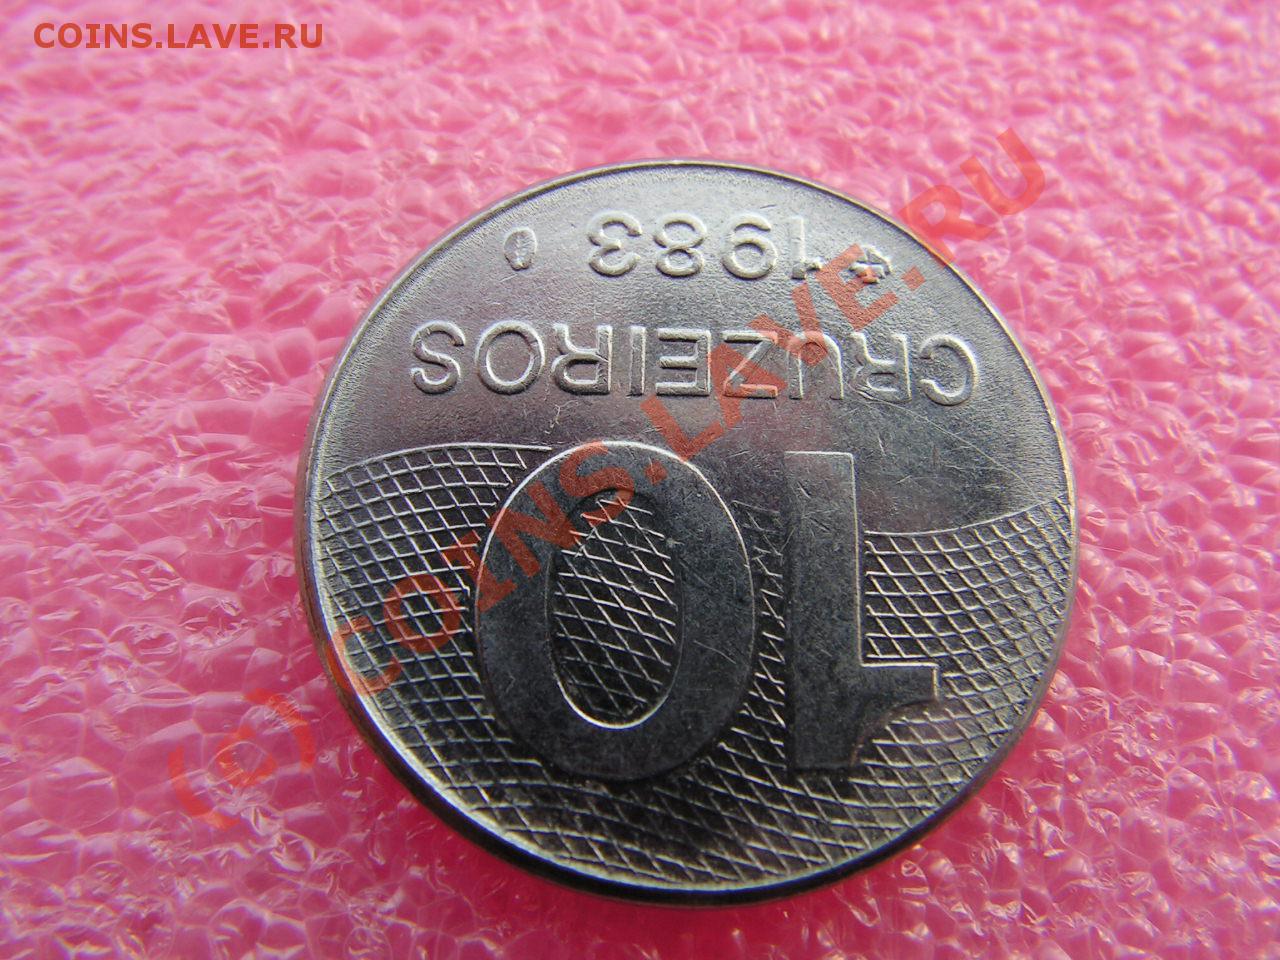 COINS.LAVE.RU
10
CRUZEIROS
1983
(c) COINS.LAVE.RU